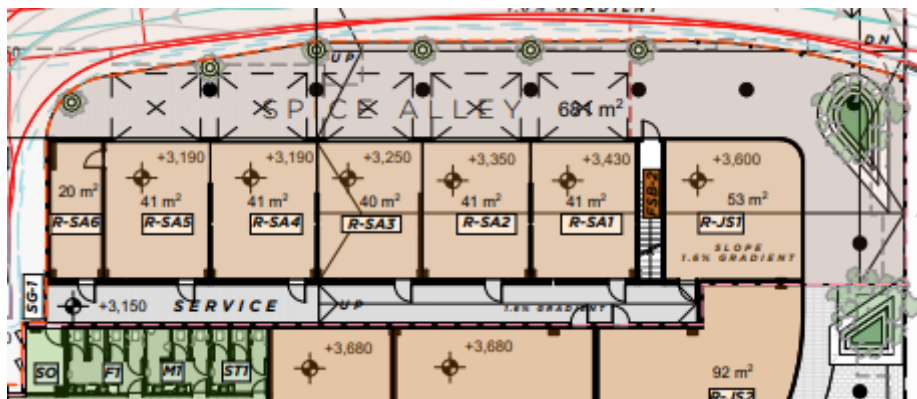 1.6% GRADIENT
DN
UP
SPICE ALLEY 681 m²
+3,190 +3,190 +3,250 +3,350 +3,430 +3,600
20 m² 41 m² 41 m² 40 m² 41 m² 41 m² FSB-2 53 m²
R-SA6 R-SA5 R-SA4 R-SA3 R-SA2 R-SA1 R-JS1
SLOPE
1.6% GRADIENT
SG-1
+3,150 SERVICE UP 1.6% GRADIENT
+3,680 +3,680
SO F1 M1 ST1 92 m²
R-JS2